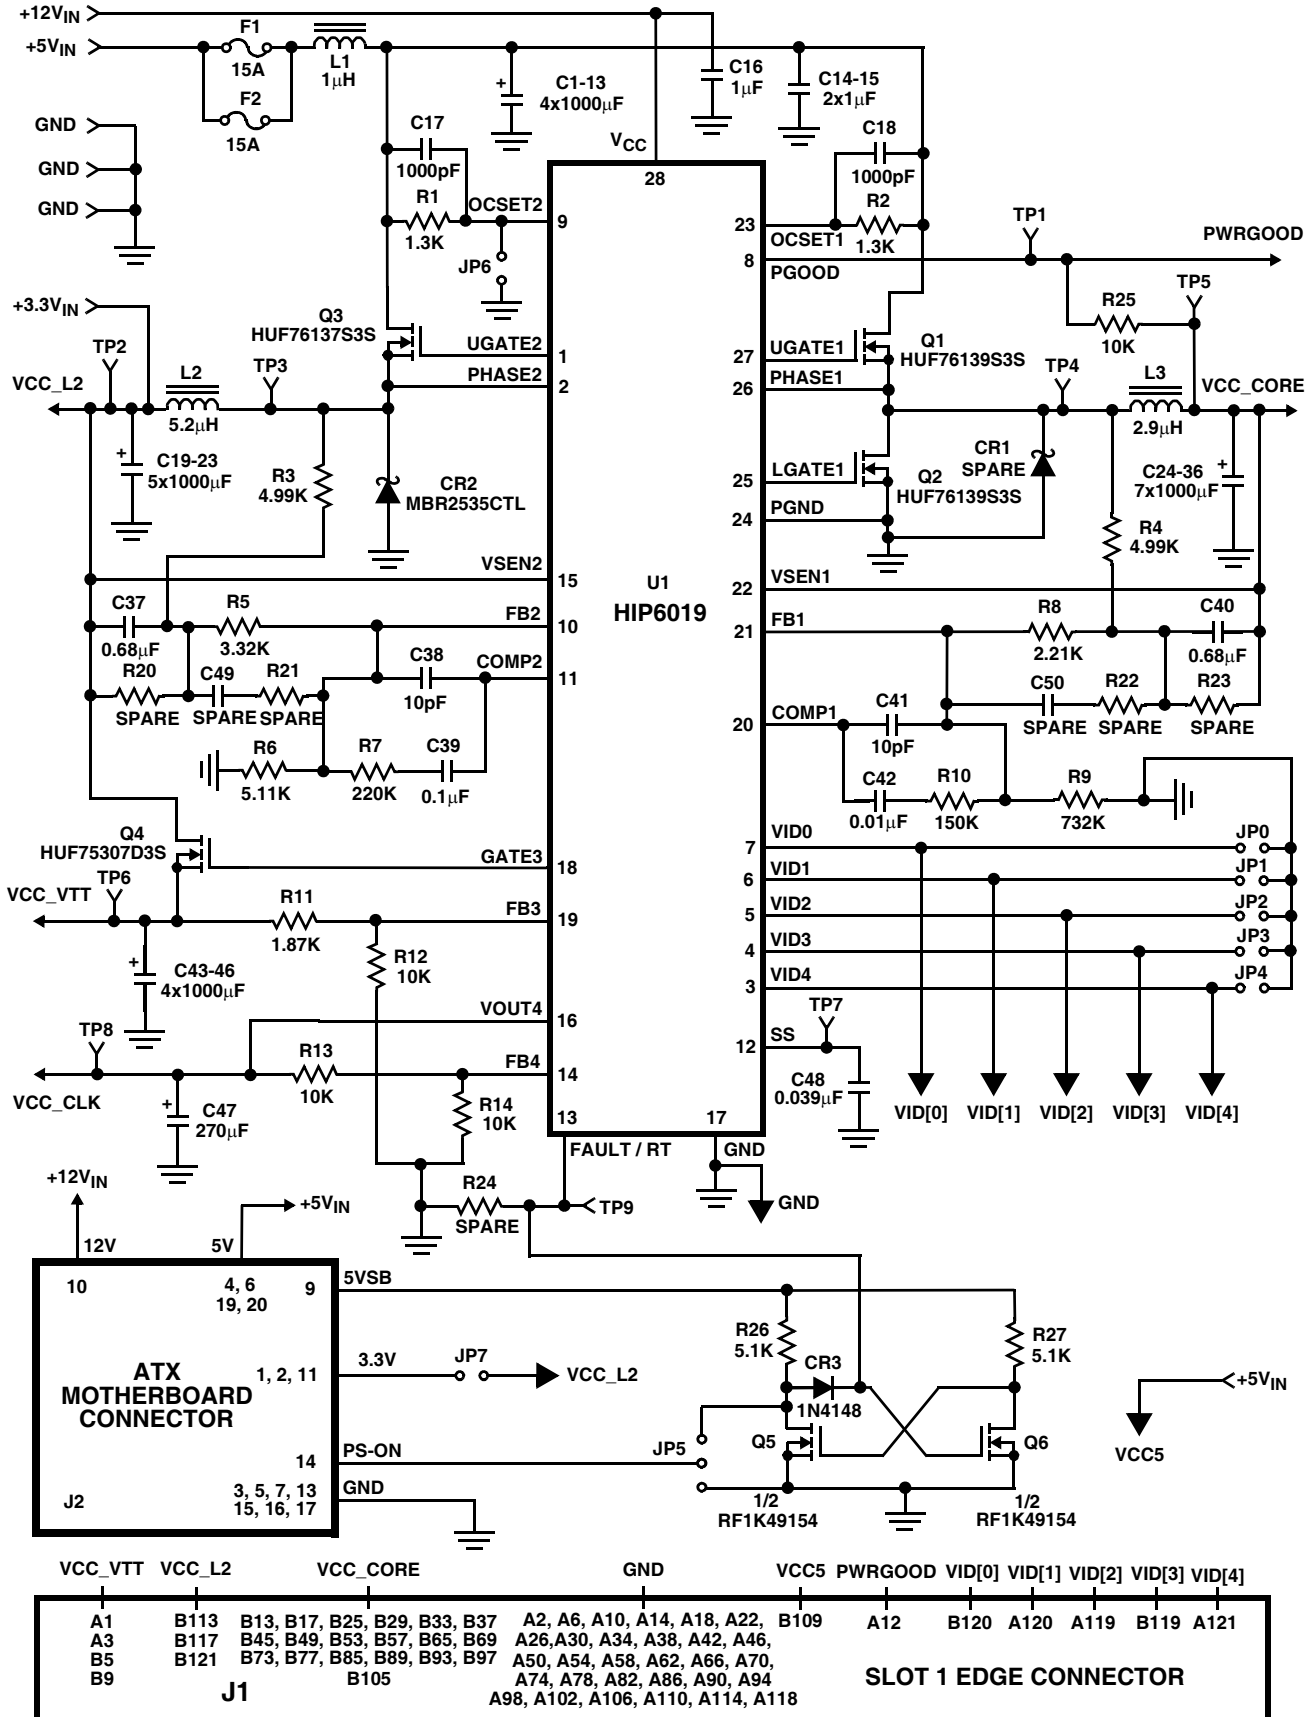 +12VIN
F1
+5VIN
15A
L1
1µH
C1-13
4x1000µF
C16
1µF
C14-15
2x1µF
F2
15A
GND
GND
GND
C17
1000pF
VCC
28
C18
1000pF
R1
1.3K
OCSET2
9
23
OCSET1
R2
1.3K
TP1
8
PGOOD
PWRGOOD
JP6
+3.3VIN
Q3
HUF76137S3S
UGATE2
1
27
UGATE1
Q1
HUF76139S3S
R25
10K
TP5
TP2
VCC_L2
L2
5.2µH
TP3
PHASE2
2
26
PHASE1
TP4
L3
2.9µH
VCC_CORE
C19-23
5x1000µF
R3
4.99K
CR2
MBR2535CTL
25
LGATE1
Q2
HUF76139S3S
CR1
SPARE
C24-36
7x1000µF
24
PGND
R4
4.99K
VSEN2
15
U1
HIP6019
22
VSEN1
C37
0.68µF
R5
3.32K
FB2
10
21
FB1
R8
2.21K
C40
0.68µF
R20
SPARE
C49
SPARE
R21
SPARE
C38
10pF
COMP2
11
20
COMP1
C41
10pF
C50
SPARE
R22
SPARE
R23
SPARE
R6
5.11K
R7
220K
C39
0.1µF
C42
0.01µF
R10
150K
R9
732K
Q4
HUF75307D3S
GATE3
18
7
VID0
JP0
6
VID1
JP1
5
VID2
JP2
4
VID3
JP3
3
VID4
JP4
TP6
VCC_VTT
R11
1.87K
FB3
19
R12
10K
C43-46
4x1000µF
VOUT4
16
TP8
VCC_CLK
R13
10K
FB4
14
12
SS
TP7
C48
0.039µF
C47
270µF
R14
10K
13
17
FAULT / RT
GND
VID[0] VID[1] VID[2] VID[3] VID[4]
R24
SPARE
TP9
GND
+12VIN
+5VIN
12V
5V
10
4, 6
19, 20
9
5VSB
ATX
MOTHERBOARD
CONNECTOR
1, 2, 11
3.3V
JP7
VCC_L2
R26
5.1K
CR3
1N4148
R27
5.1K
+5VIN
VCC5
14
PS-ON
JP5
Q5
Q6
J2
3, 5, 7, 13
15, 16, 17
GND
1/2
RF1K49154
1/2
RF1K49154
VCC_VTT VCC_L2 VCC_CORE GND VCC5 PWRGOOD VID[0] VID[1] VID[2] VID[3] VID[4]
A1 B113 B13, B17, B25, B29, B33, B37 A2, A6, A10, A14, A18, A22, B109 A12 B120 A120 A119 B119 A121
A3 B117 B45, B49, B53, B57, B65, B69 A26,A30, A34, A38, A42, A46,
B5 B121 B73, B77, B85, B89, B93, B97 A50, A54, A58, A62, A66, A70,
B9 B105 A74, A78, A82, A86, A90, A94
J1 A98, A102, A106, A110, A114, A118
SLOT 1 EDGE CONNECTOR